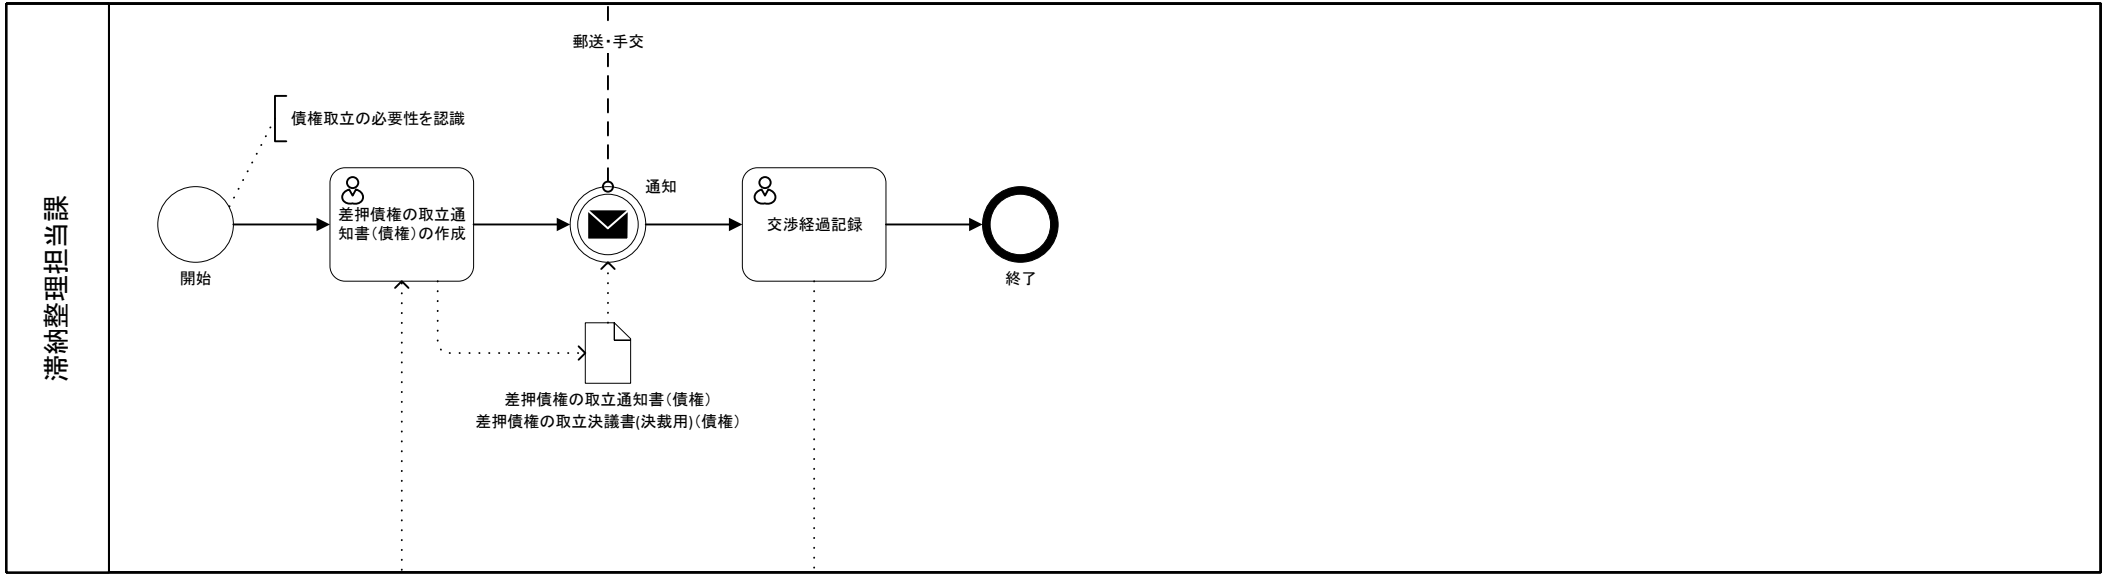 滞納整理担当課
郵送・手交
債権取立の必要性を認識
開始
差押債権の取立通
知書（債権）の作成
通知
交渉経過記録
終了
差押債権の取立通知書（債権）
差押債権の取立決議書(決裁用)（債権）